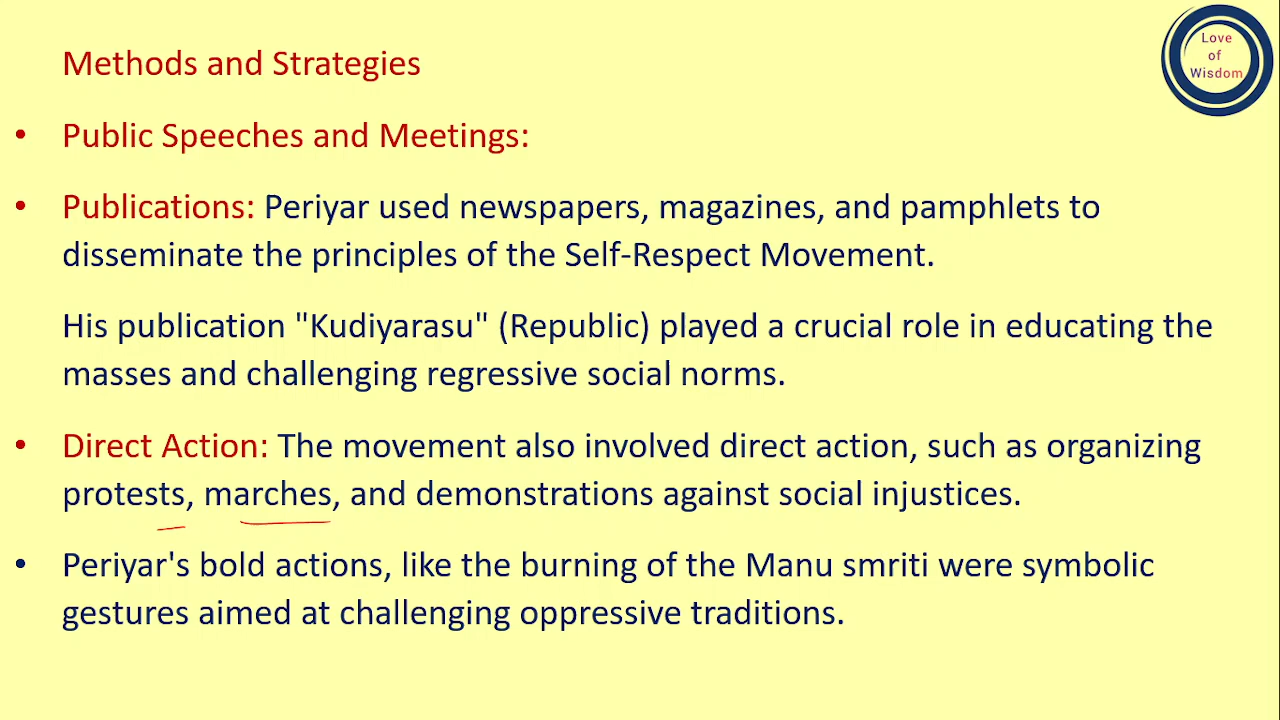 Love
of
Wisdom
Methods and Strategies
• Public Speeches and Meetings:
• Publications: Periyar used newspapers, magazines, and pamphlets to
disseminate the principles of the Self-Respect Movement.
His publication "Kudiyarasu" (Republic) played a crucial role in educating the
masses and challenging regressive social norms.
• Direct Action: The movement also involved direct action, such as organizing
protests, marches, and demonstrations against social injustices.
• Periyar's bold actions, like the burning of the Manu smriti were symbolic
gestures aimed at challenging oppressive traditions.